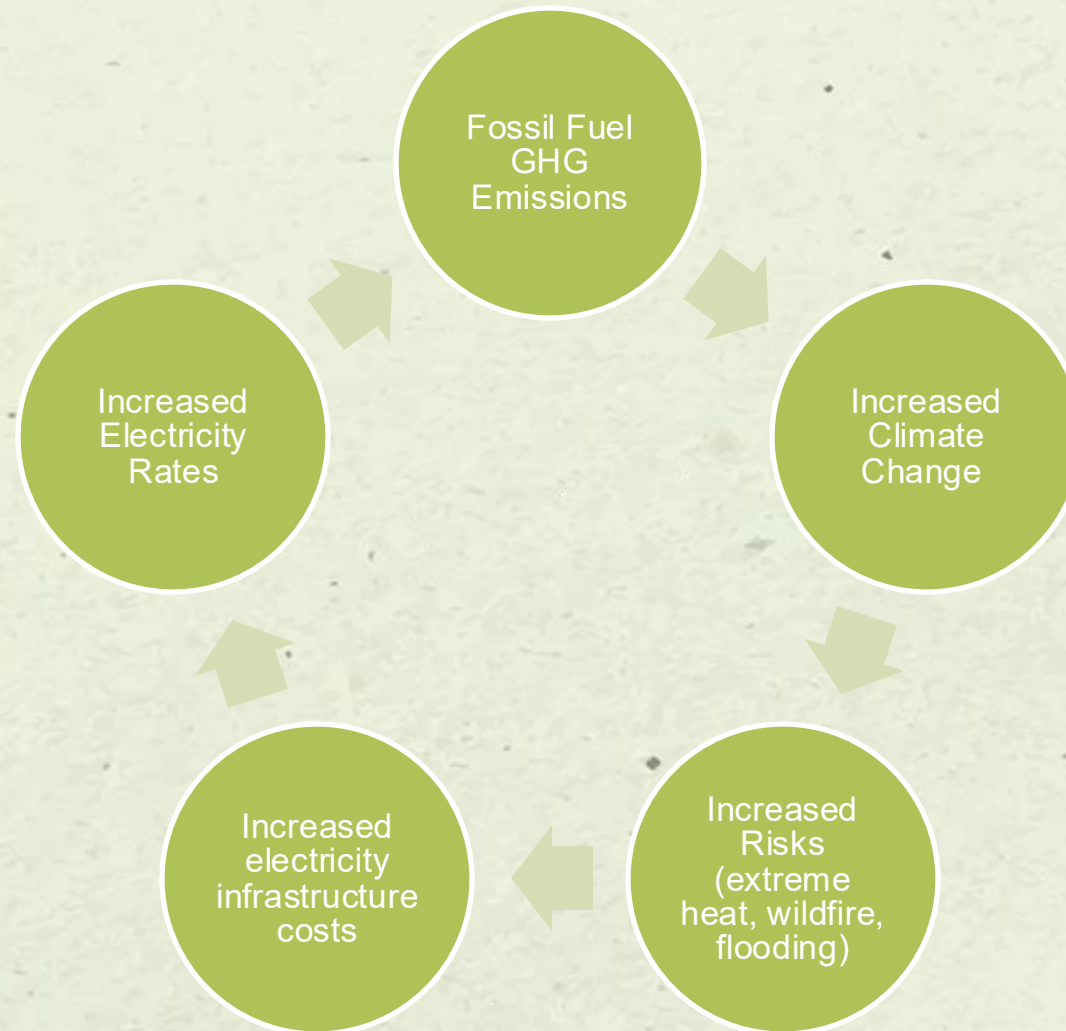 Fossil Fuel
GHG
Emissions
Increased
Climate
Change
Increased
Risks
(extreme
heat, wildfire,
flooding)
Increased
electricity
infrastructure
costs
Increased
Electricity
Rates